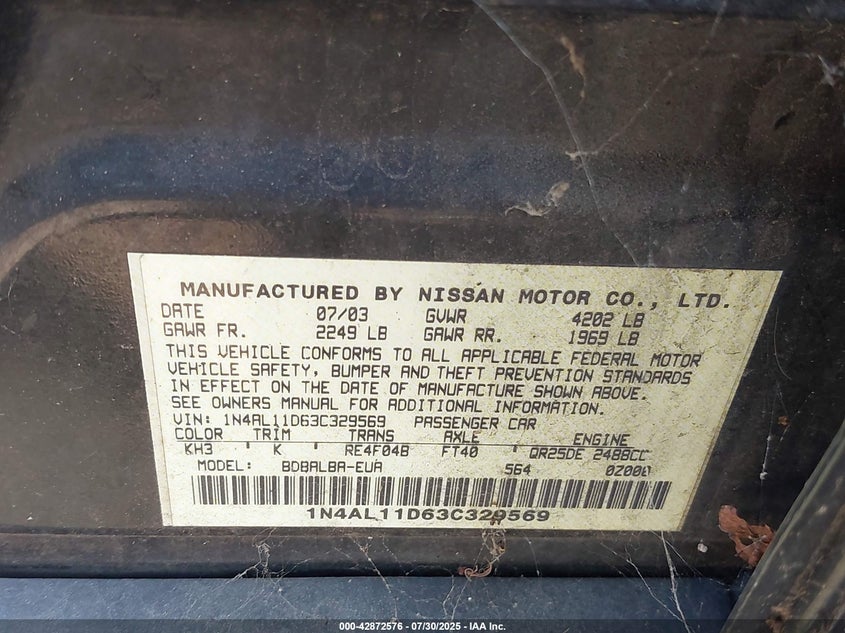 MANUFACTURED BY NISSAN MOTOR CO., LTD.
DATE 07/03 GVWR 4202 LB
GAWR FR. 2249 LB GAWR RR. 1969 LB
THIS VEHICLE CONFORMS TO ALL APPLICABLE FEDERAL MOTOR
VEHICLE SAFETY, BUMPER AND THEFT PREVENTION STANDARDS
IN EFFECT ON THE DATE OF MANUFACTURE SHOWN ABOVE.
SEE OWNERS MANUAL FOR ADDITIONAL INFORMATION.
VIN: 1N4AL11D63C329569 PASSENGER CAR
COLOR TRIM TRANS AXLE ENGINE
KH3 K RE4F04B FT40 QR25DE 2488CC
MODEL: BDBALBA-EUA 564 0Z000
1N4AL11D63C329569
000-42872576 - 07/30/2025 - IAA Inc.